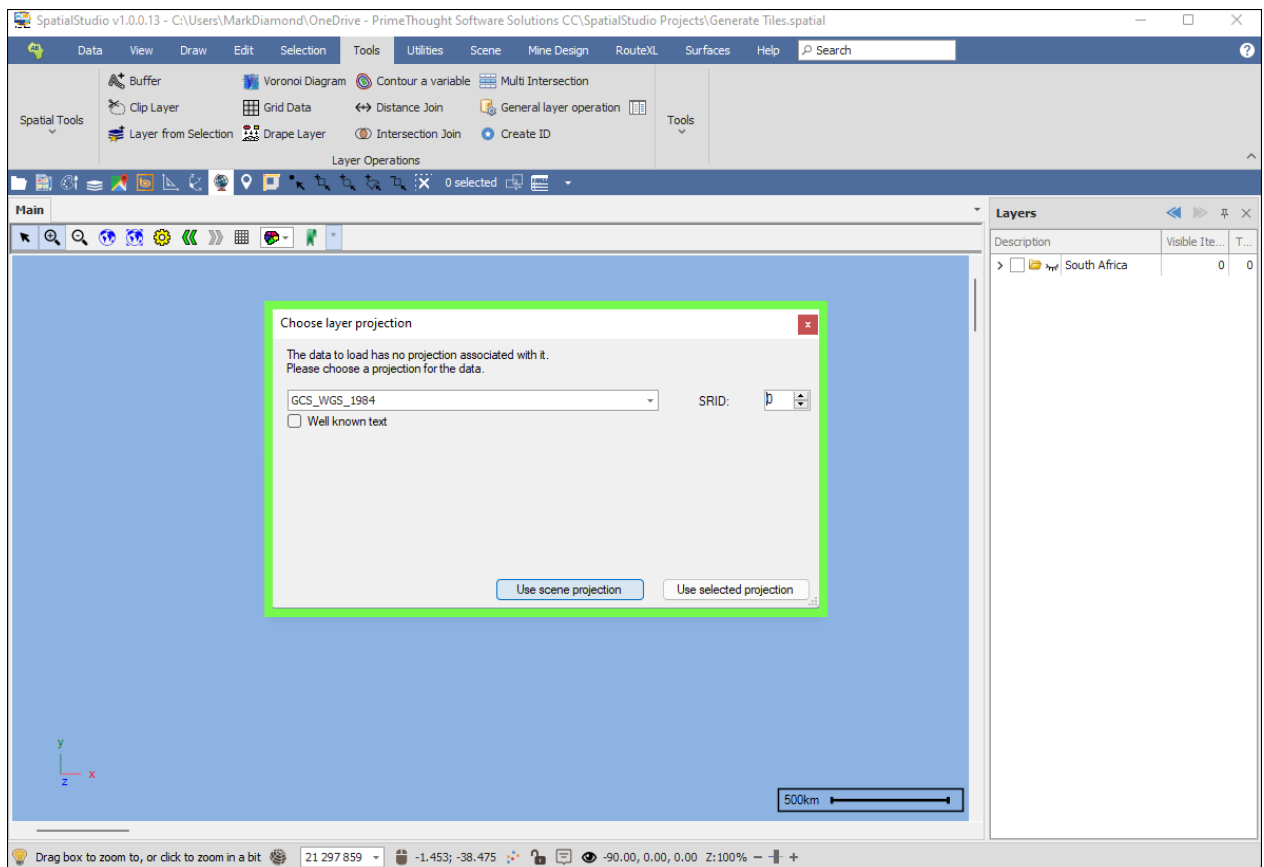 SpatialStudio v1.0.0.13 - C:\Users\MarkDiamond\OneDrive - PrimeThought Software Solutions CC\SpatialStudio Projects\Generate Tiles.spatial
Data View Draw Edit Selection Tools Utilities Scene Mine Design RouteXL Surfaces Help Search ?
Buffer Voronoi Diagram Contour a variable Multi Intersection
Spatial Tools Clip Layer Grid Data Distance Join General layer operation Tools
Layer from Selection Drape Layer Intersection Join Create ID
Layer Operations
0 selected
Main
Layers
Description Visible Ite... T...
South Africa 0 0
Choose layer projection
The data to load has no projection associated with it.
Please choose a projection for the data.
GCS_WGS_1984 SRID: 0
Well known text
Use scene projection Use selected projection
y
x
z
500km
Drag box to zoom to, or click to zoom in a bit 21 297 859 -1.453; -38.475 -90.00, 0.00, 0.00 Z:100% − +